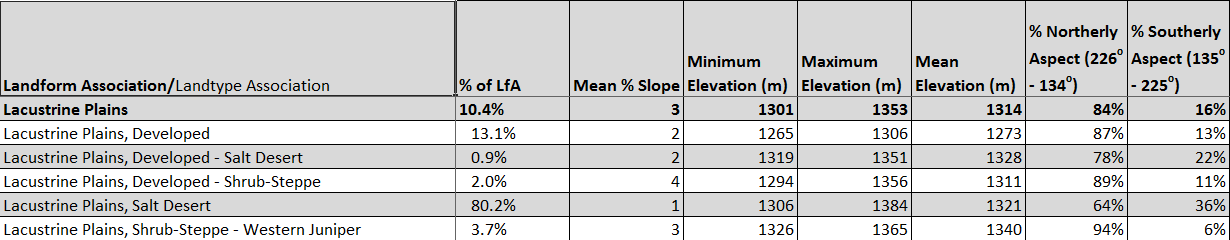 Landform Association/Landtype Association | % of LfA | Mean % Slope | Minimum Elevation (m) | Maximum Elevation (m) | Mean Elevation (m) | % Northerly Aspect (226° - 134°) | % Southerly Aspect (135° - 225°)
Lacustrine Plains | 10.4% | 3 | 1301 | 1353 | 1314 | 84% | 16%
Lacustrine Plains, Developed | 13.1% | 2 | 1265 | 1306 | 1273 | 87% | 13%
Lacustrine Plains, Developed - Salt Desert | 0.9% | 2 | 1319 | 1351 | 1328 | 78% | 22%
Lacustrine Plains, Developed - Shrub-Steppe | 2.0% | 4 | 1294 | 1356 | 1311 | 89% | 11%
Lacustrine Plains, Salt Desert | 80.2% | 1 | 1306 | 1384 | 1321 | 64% | 36%
Lacustrine Plains, Shrub-Steppe - Western Juniper | 3.7% | 3 | 1326 | 1365 | 1340 | 94% | 6%